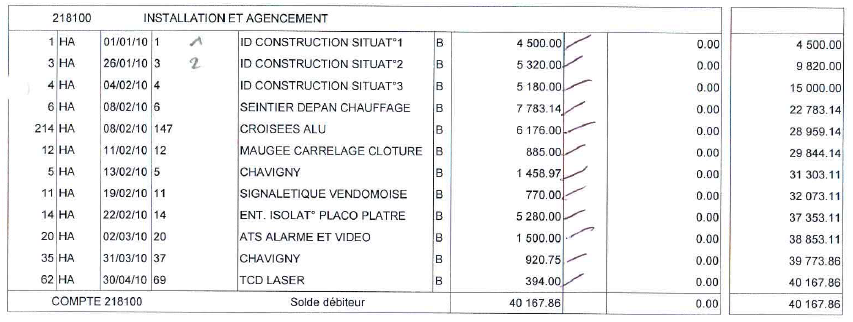 218100 INSTALLATION ET AGENCEMENT
1 HA 01/01/10 1 1 ID CONSTRUCTION SITUAT°1 B 4 500.00 0.00 4 500.00
3 HA 26/01/10 3 2 ID CONSTRUCTION SITUAT°2 B 5 320.00 0.00 9 820.00
4 HA 04/02/10 4 ID CONSTRUCTION SITUAT°3 B 5 180.00 0.00 15 000.00
6 HA 08/02/10 6 SEINTIER DEPAN CHAUFFAGE B 7 783.14 0.00 22 783.14
214 HA 08/02/10 147 CROISEES ALU B 6 176.00 0.00 28 959.14
12 HA 11/02/10 12 MAUGEE CARRELAGE CLOTURE B 885.00 0.00 29 844.14
5 HA 13/02/10 5 CHAVIGNY B 1 458.97 0.00 31 303.11
11 HA 19/02/10 11 SIGNALETIQUE VENDOMOISE B 770.00 0.00 32 073.11
14 HA 22/02/10 14 ENT. ISOLAT° PLACO PLATRE B 5 280.00 0.00 37 353.11
20 HA 02/03/10 20 ATS ALARME ET VIDEO B 1 500.00 0.00 38 853.11
35 HA 31/03/10 37 CHAVIGNY B 920.75 0.00 39 773.86
62 HA 30/04/10 69 TCD LASER B 394.00 0.00 40 167.86
COMPTE 218100 Solde débiteur 40 167.86 0.00 40 167.86